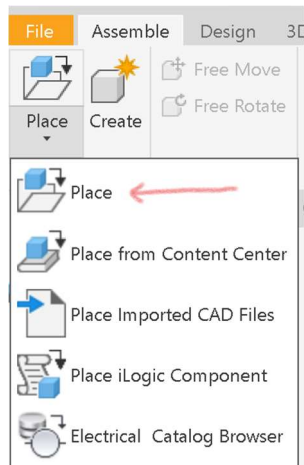 File Assemble Design 3D
Free Move
Free Rotate
Place Create
Place
Place from Content Center
Place Imported CAD Files
Place iLogic Component
Electrical Catalog Browser